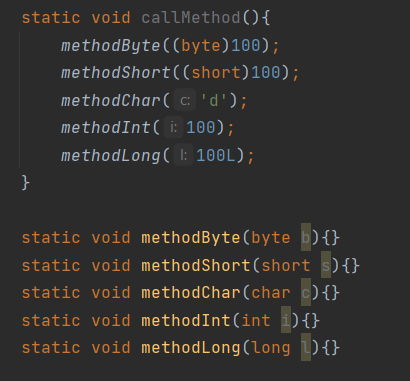 static void callMethod(){
methodByte((byte)100);
methodShort((short)100);
methodChar( c: 'd');
methodInt( i: 100);
methodLong( l: 100L);
}
static void methodByte(byte b){}
static void methodShort(short s){}
static void methodChar(char c){}
static void methodInt(int i){}
static void methodLong(long l){}